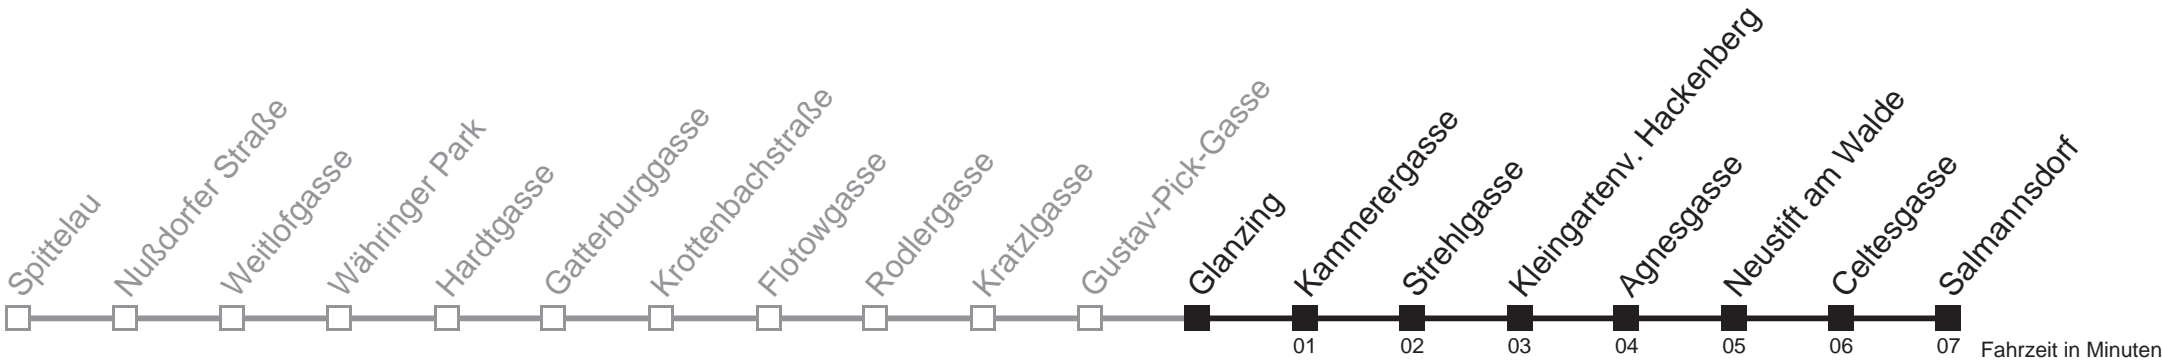 Spittelau
Nußdorfer Straße
Weitlofgasse
Währinger Park
Hardtgasse
Gatterburggasse
Krottenbachstraße
Flotowgasse
Rodlergasse
Kratzlgasse
Gustav-Pick-Gasse
Glanzing
Kammerergasse
Strehlgasse
Kleingartenv. Hackenberg
Agnesgasse
Neustift am Walde
Celtesgasse
Salmannsdorf
01 02 03 04 05 06 07 Fahrzeit in Minuten